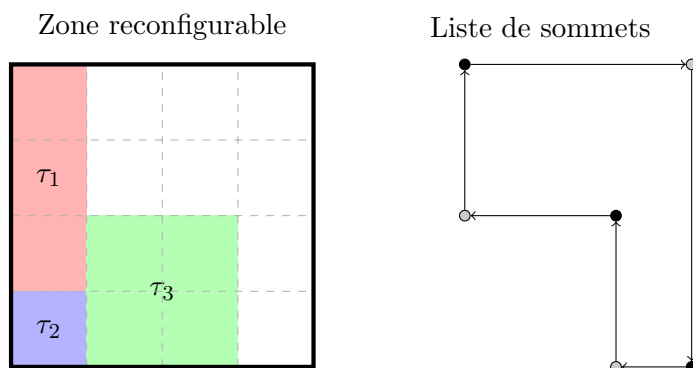 Zone reconfigurable
Liste de sommets
τ1
τ2
τ3